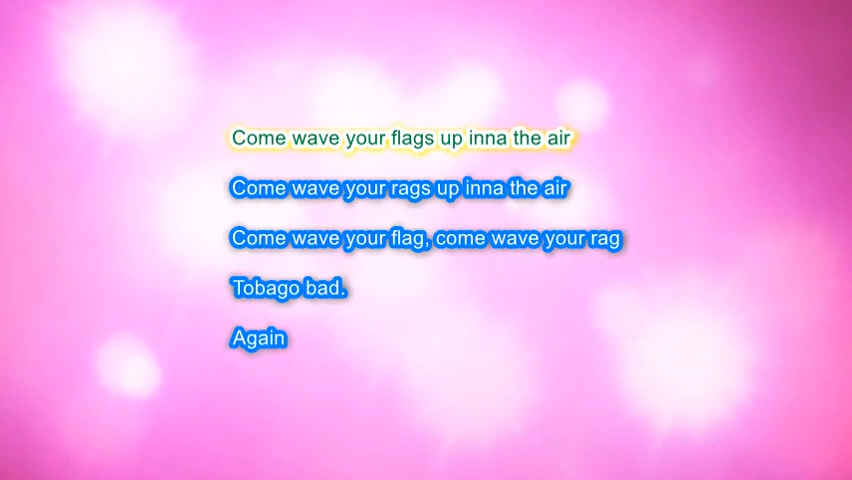 Come wave your flags up inna the air
Come wave your rags up inna the air
Come wave your flag, come wave your rag
Tobago bad.
Again